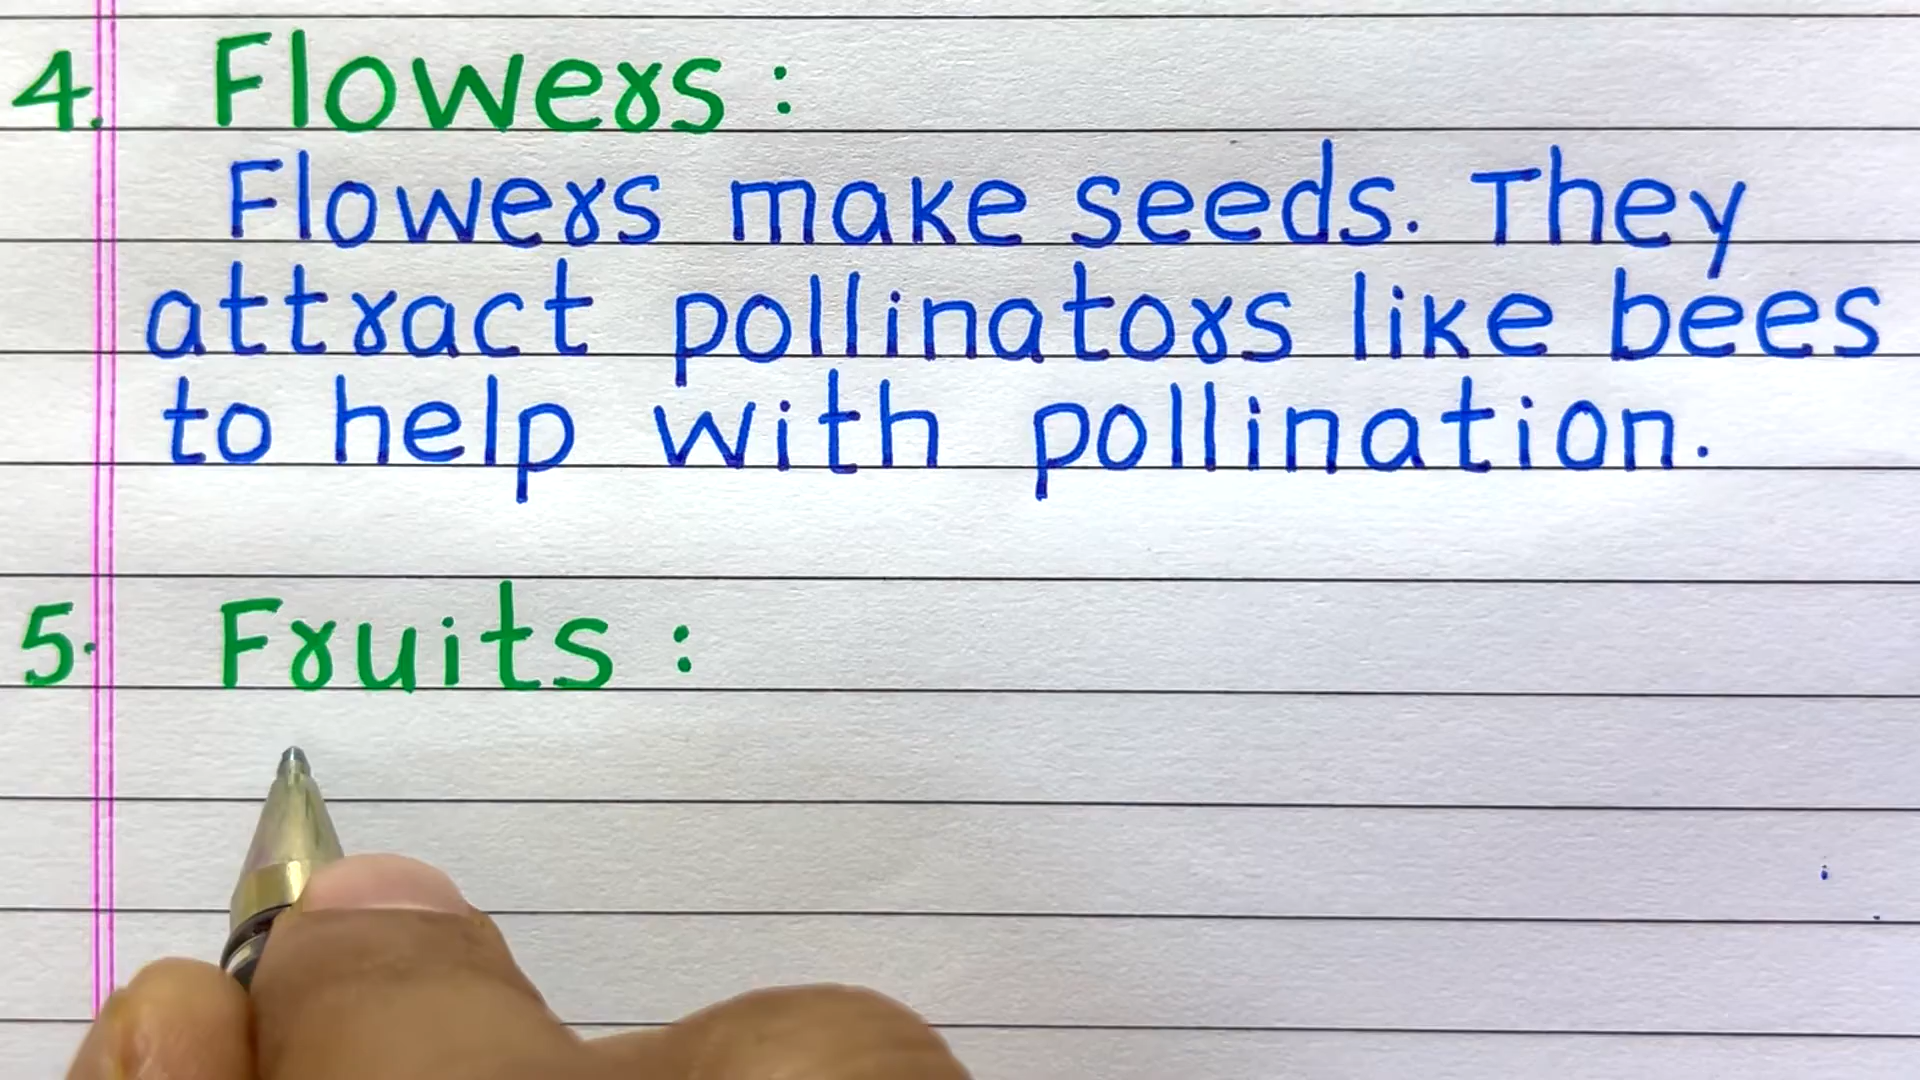 4. Flowers :
Flowers make seeds. They
attract pollinators like bees
to help with pollination.
5. Fruits :